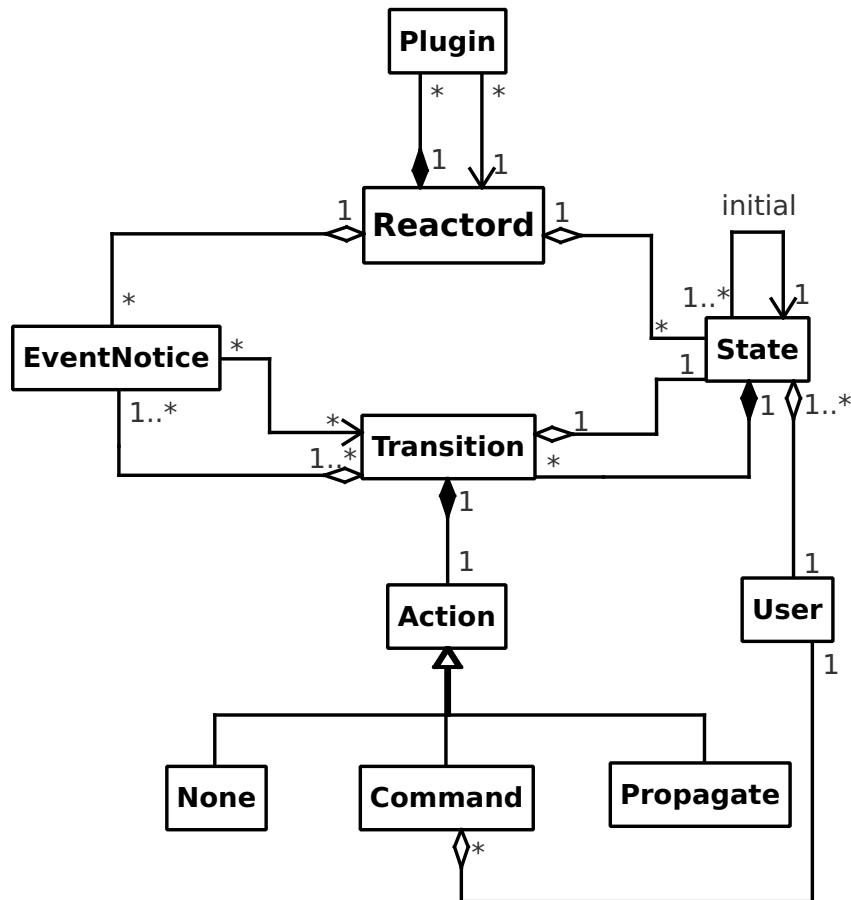 Plugin
* *
1 1
1 Reactord 1
initial
* 1..* 1
*
EventNotice * State
1
1..* * 1 1 1..*
1..* Transition *
1
1 1
Action User
1
None Command Propagate
*